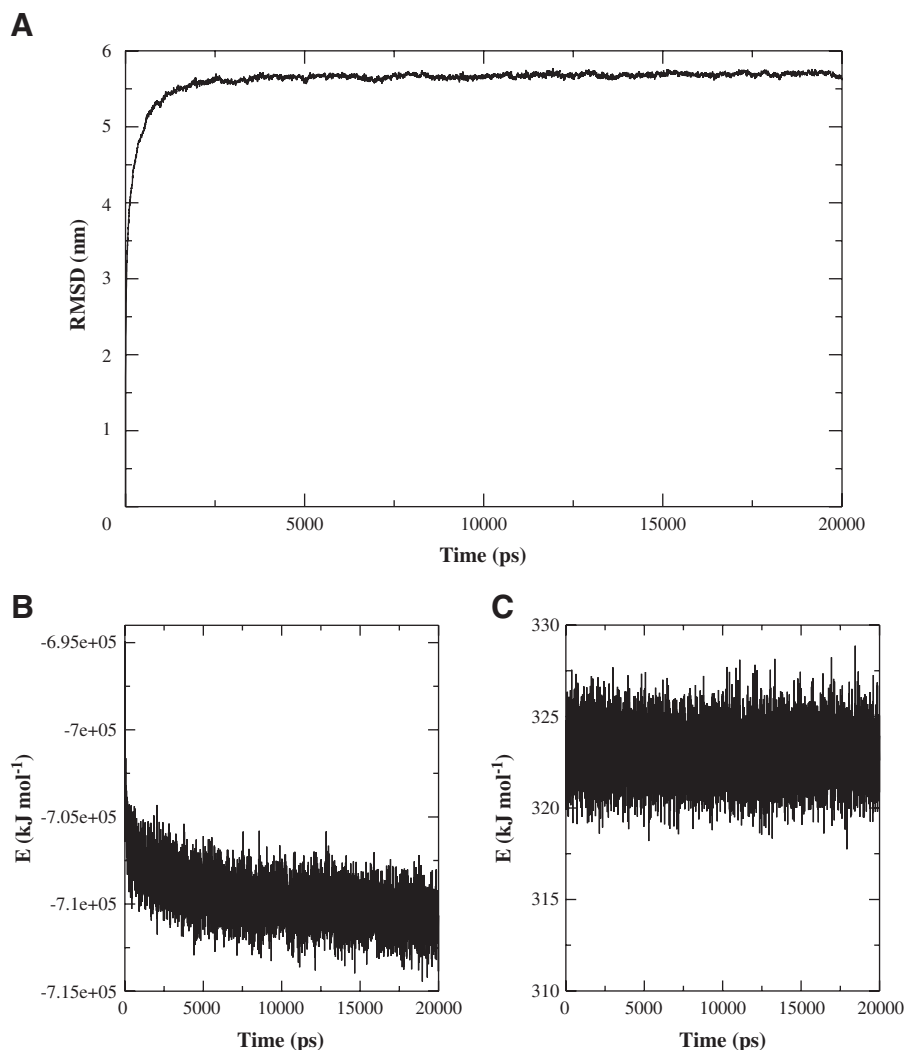 A
6
5
4
3
2
1
0
RMSD (nm)
5000 10000 15000 20000
Time (ps)
B
-6.95e+05
-7e+05
-7.05e+05
-7.1e+05
-7.15e+05
E (kJ mol-1)
0 5000 10000 15000 20000
Time (ps)
C
330
325
320
315
310
E (kJ mol-1)
0 5000 10000 15000 20000
Time (ps)